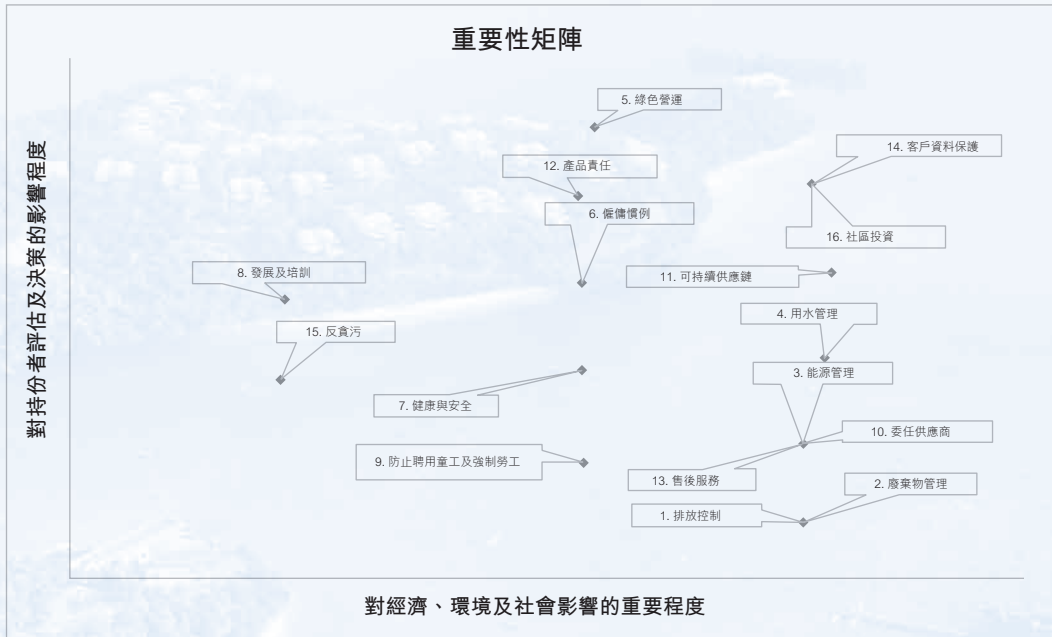 重要性矩陣
5. 綠色營運
14. 客戶資料保護
12. 產品責任
6. 僱傭慣例
16. 社區投資
8. 發展及培訓
11. 可持續供應鏈
4. 用水管理
15. 反貪污
3. 能源管理
7. 健康與安全
10. 委任供應商
9. 防止聘用童工及強制勞工
13. 售後服務
2. 廢棄物管理
1. 排放控制
對持份者評估及決策的影響程度
對經濟、環境及社會影響的重要程度